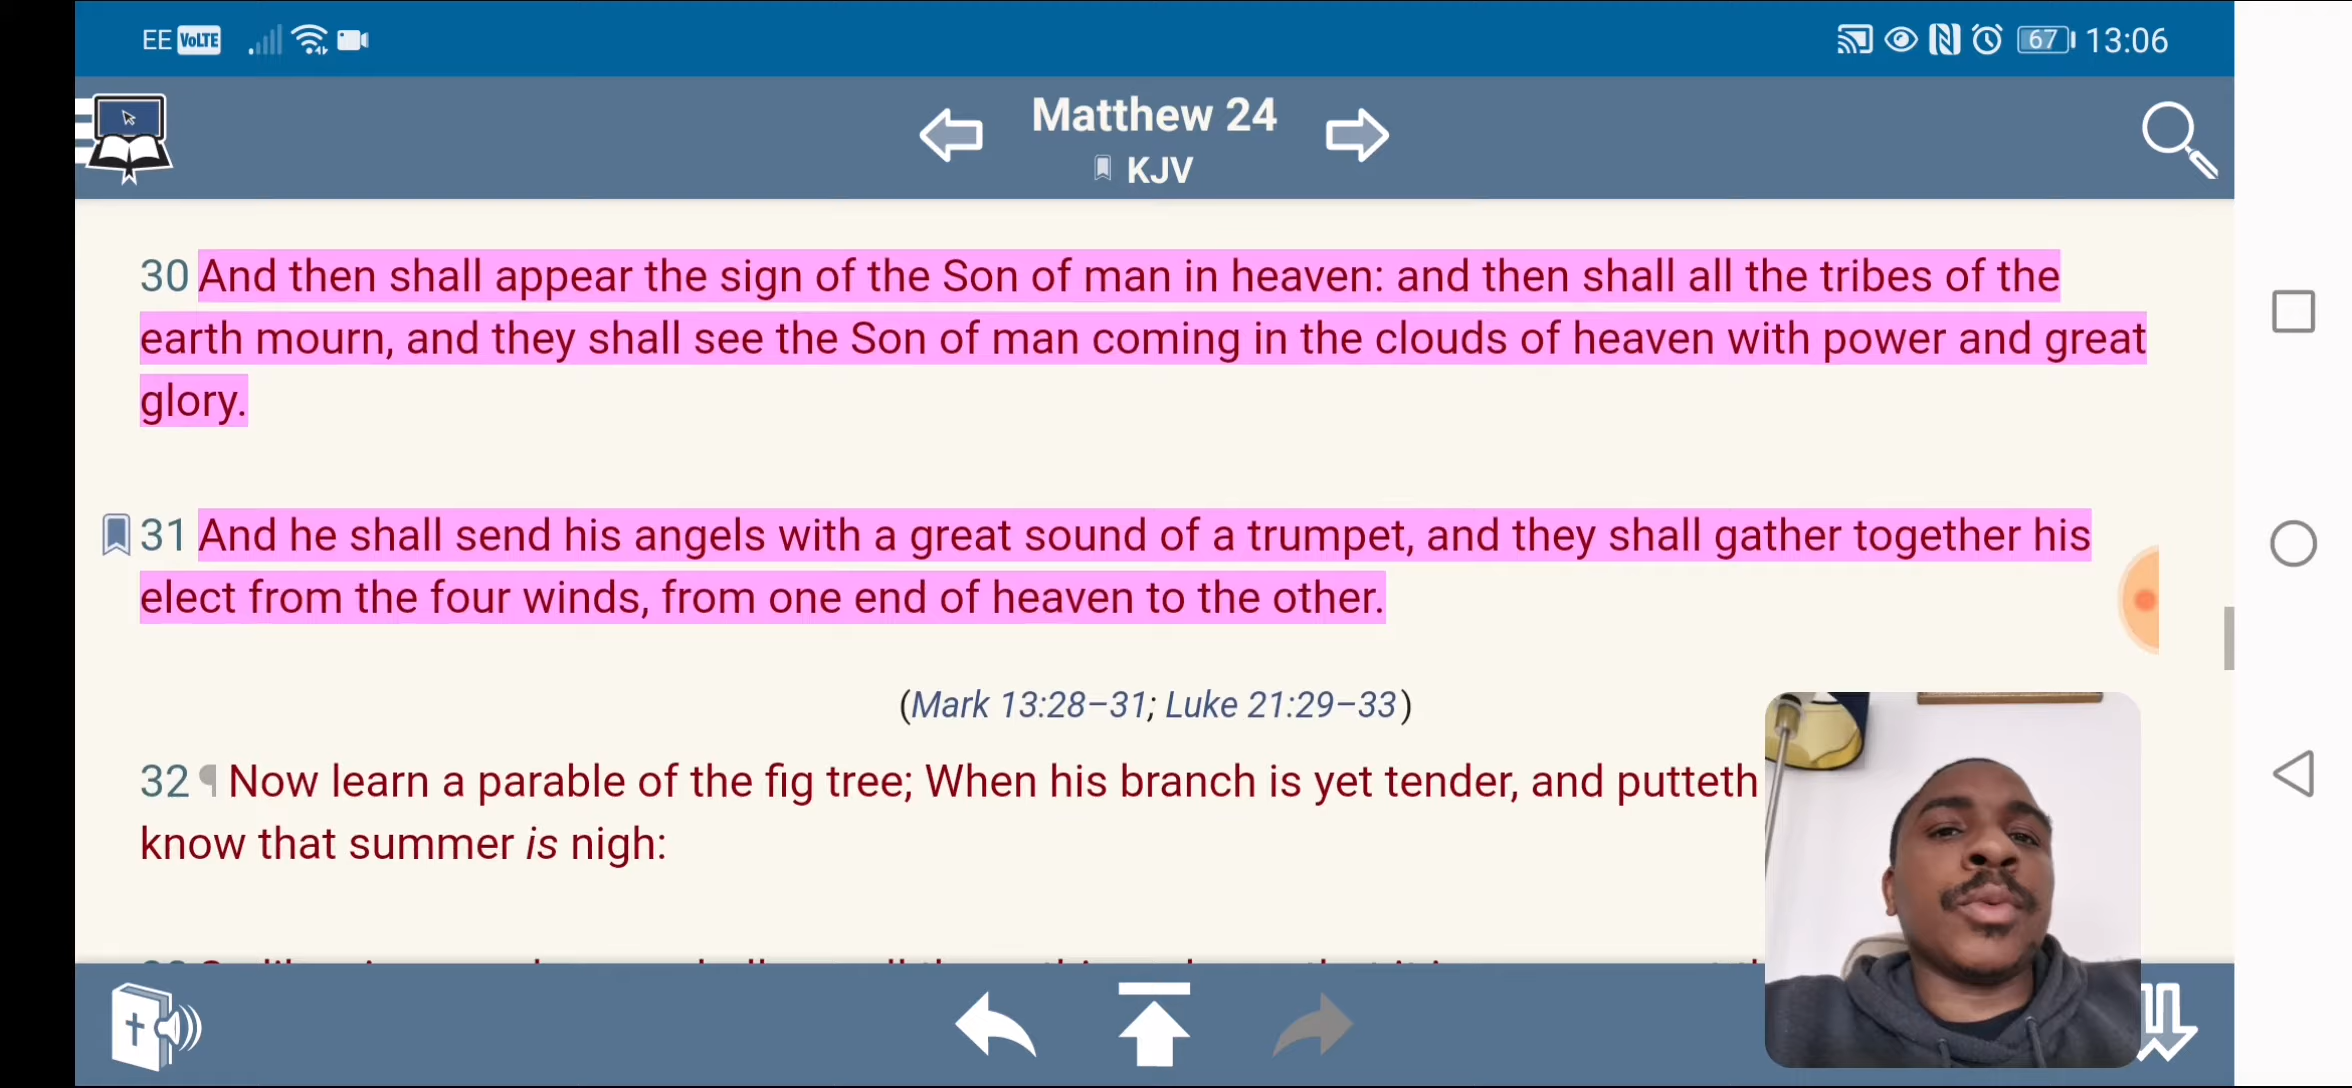 EE VoLTE 67 13:06
Matthew 24
KJV
30 And then shall appear the sign of the Son of man in heaven: and then shall all the tribes of the
earth mourn, and they shall see the Son of man coming in the clouds of heaven with power and great
glory.
31 And he shall send his angels with a great sound of a trumpet, and they shall gather together his
elect from the four winds, from one end of heaven to the other.
(Mark 13:28–31; Luke 21:29–33)
32 ¶ Now learn a parable of the fig tree; When his branch is yet tender, and putteth
know that summer is nigh: